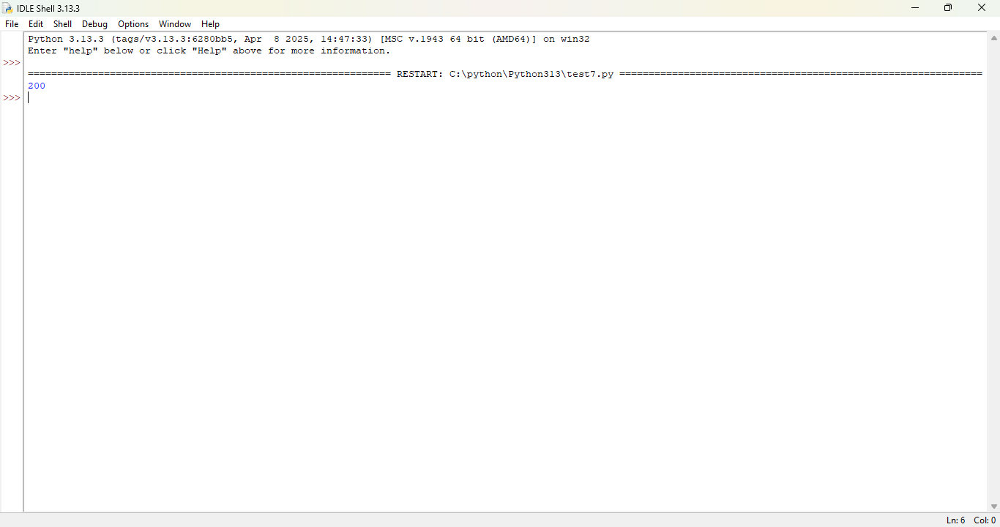 IDLE Shell 3.13.3
File Edit Shell Debug Options Window Help
Python 3.13.3 (tags/v3.13.3:6280bb5, Apr  8 2025, 14:47:33) [MSC v.1943 64 bit (AMD64)] on win32
Enter "help" below or click "Help" above for more information.
>>>
============================================================== RESTART: C:\python\Python313\test7.py ==============================================================
200
>>>
Ln: 6 Col: 0